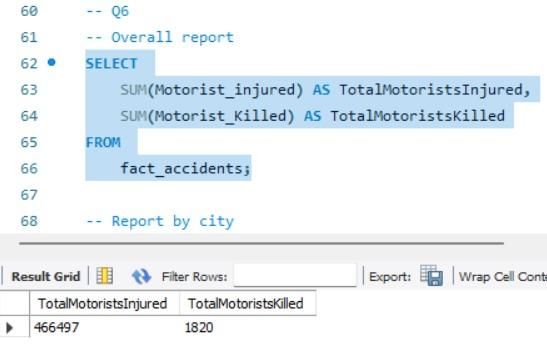 60 -- Q6
61 -- Overall report
62 SELECT
63 SUM(Motorist_injured) AS TotalMotoristsInjured,
64 SUM(Motorist_Killed) AS TotalMotoristsKilled
65 FROM
66 fact_accidents;
67
68 -- Report by city
Result Grid Filter Rows: Export: Wrap Cell Conte
TotalMotoristsInjured TotalMotoristsKilled
466497 1820